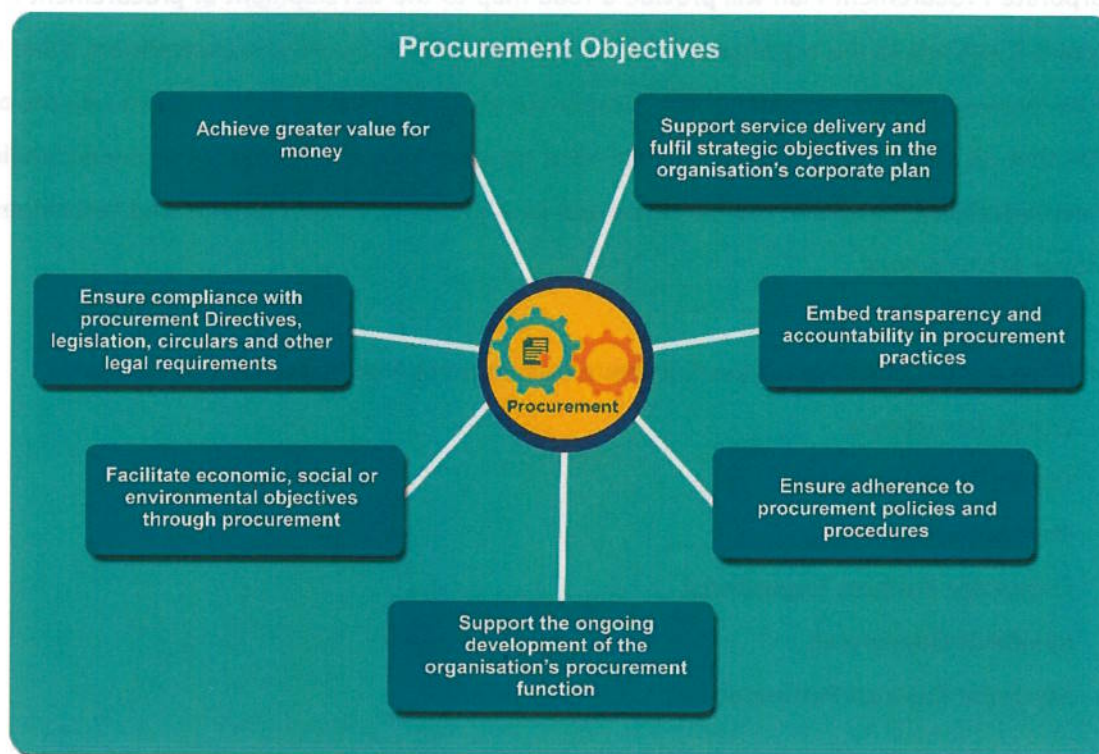 Procurement Objectives
Achieve greater value for
money
Support service delivery and
fulfil strategic objectives in the
organisation's corporate plan
Ensure compliance with
procurement Directives,
legislation, circulars and other
legal requirements
Embed transparency and
accountability in procurement
practices
Procurement
Facilitate economic, social or
environmental objectives
through procurement
Ensure adherence to
procurement policies and
procedures
Support the ongoing
development of the
organisation's procurement
function